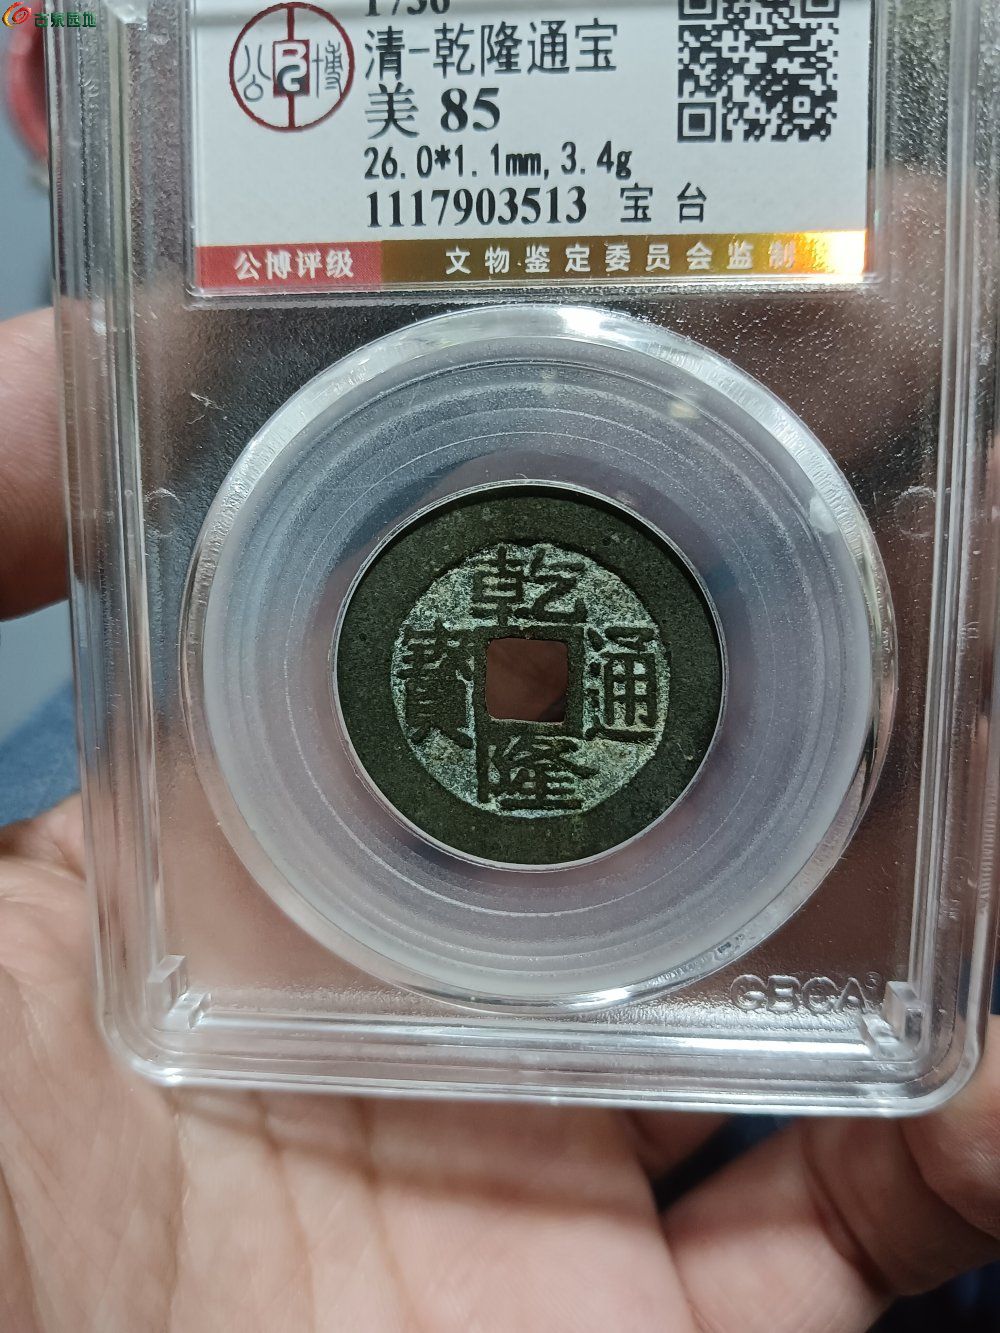 古泉园地
1736
清-乾隆通宝
美 85
26.0*1.1mm,3.4g
1117903513 宝台
公博 BG
公博评级 文物鉴定委员会监制
乾隆通寶
GBCA